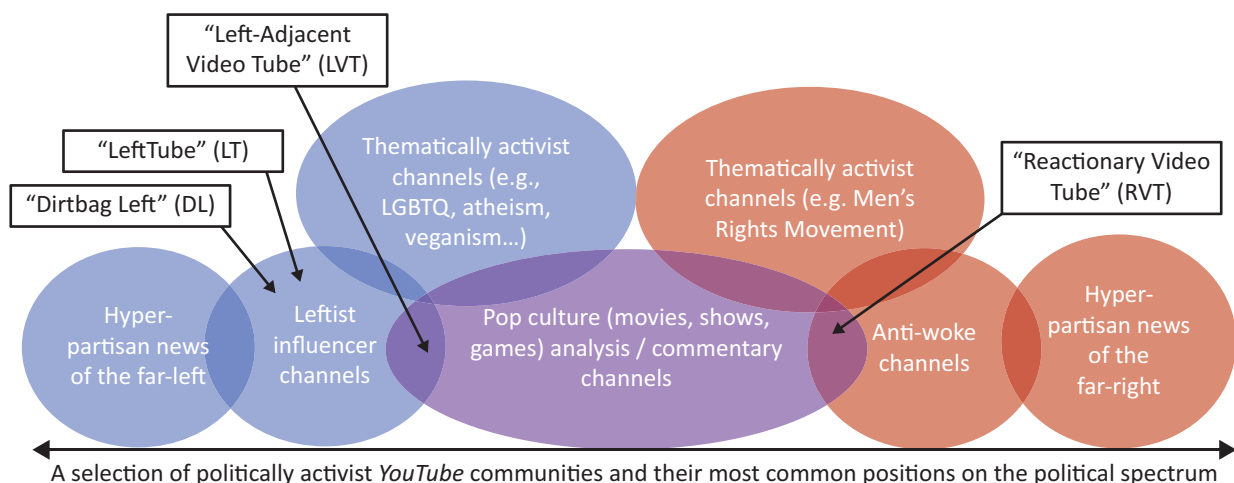 “Left-Adjacent
Video Tube” (LVT)
“LeftTube” (LT)
“Dirtbag Left” (DL)
“Reactionary Video
Tube” (RVT)
Thematically activist
channels (e.g.,
LGBTQ, atheism,
veganism…)
Thematically activist
channels (e.g. Men’s
Rights Movement)
Hyper-
partisan news
of the far-left
Leftist
influencer
channels
Pop culture (movies, shows,
games) analysis / commentary
channels
Anti-woke
channels
Hyper-
partisan news
of the
far-right
A selection of politically activist YouTube communities and their most common positions on the political spectrum